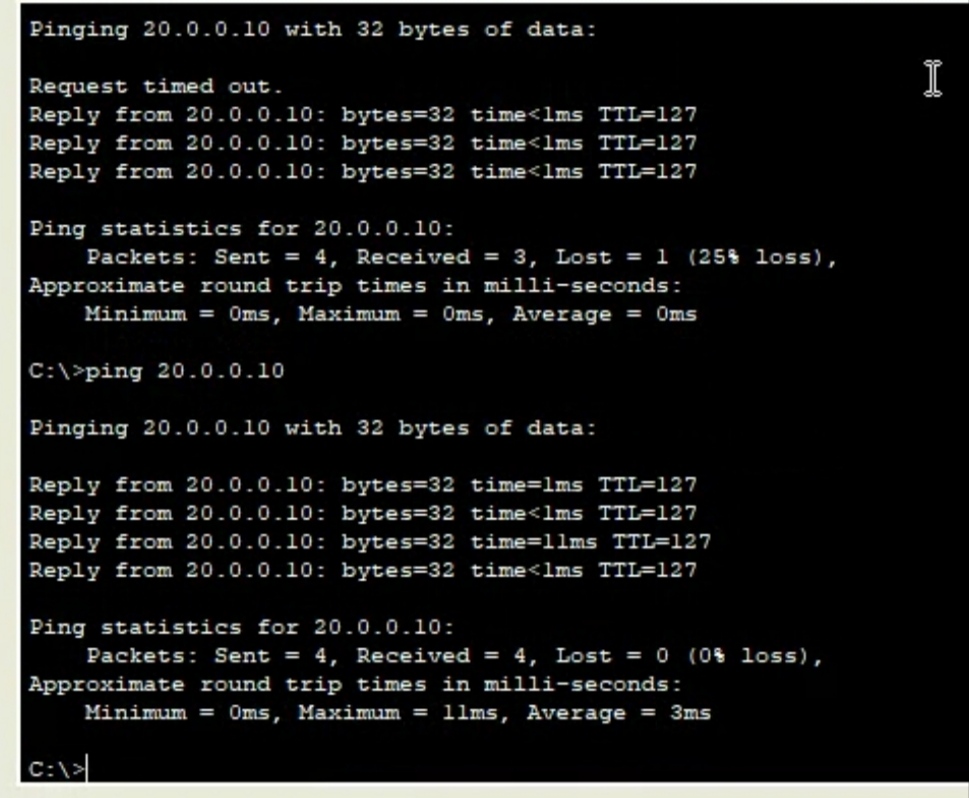 Pinging 20.0.0.10 with 32 bytes of data:
Request timed out.
Reply from 20.0.0.10: bytes=32 time<1ms TTL=127
Reply from 20.0.0.10: bytes=32 time<1ms TTL=127
Reply from 20.0.0.10: bytes=32 time<1ms TTL=127
Ping statistics for 20.0.0.10:
Packets: Sent = 4, Received = 3, Lost = 1 (25% loss),
Approximate round trip times in milli-seconds:
Minimum = 0ms, Maximum = 0ms, Average = 0ms
C:\>ping 20.0.0.10
Pinging 20.0.0.10 with 32 bytes of data:
Reply from 20.0.0.10: bytes=32 time=1ms TTL=127
Reply from 20.0.0.10: bytes=32 time<1ms TTL=127
Reply from 20.0.0.10: bytes=32 time=11ms TTL=127
Reply from 20.0.0.10: bytes=32 time<1ms TTL=127
Ping statistics for 20.0.0.10:
Packets: Sent = 4, Received = 4, Lost = 0 (0% loss),
Approximate round trip times in milli-seconds:
Minimum = 0ms, Maximum = 11ms, Average = 3ms
C:\>